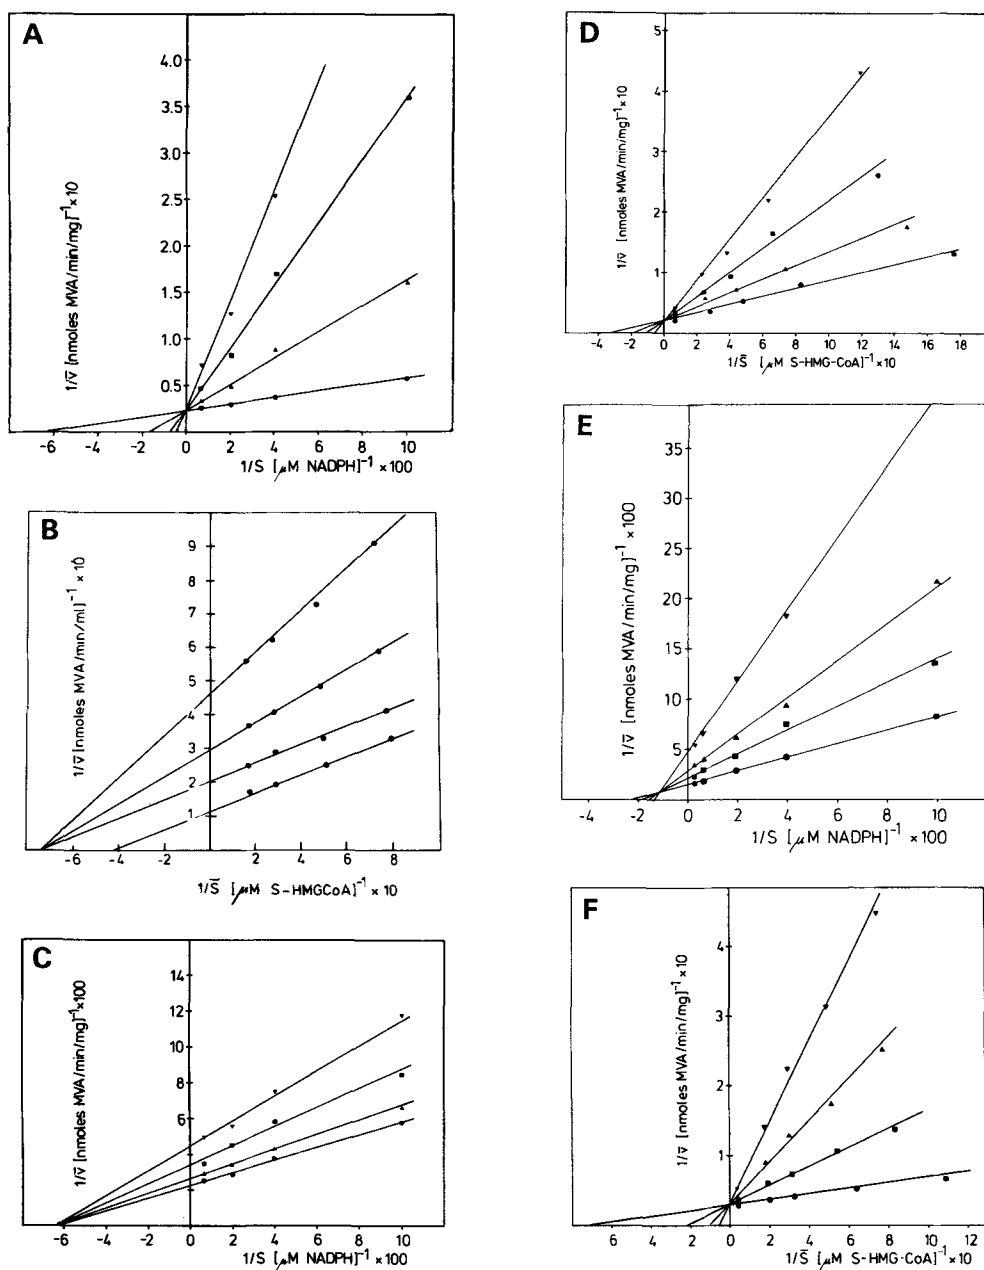 A
1/v̄ [nmoles MVA/min/mg]⁻¹ × 10
4.0
3.5
3.0
2.5
2.0
1.5
1.0
0.5
-6 -4 -2 0 2 4 6 8 10
1/S [μM NADPH]⁻¹ × 100
B
1/v̄ [nmoles MVA/min/ml]⁻¹ × 10
9
8
7
6
5
4
3
2
1
-6 -4 -2 0 2 4 6 8
1/S̄ [μM S-HMGCoA]⁻¹ × 10
C
1/v̄ [nmoles MVA/min/mg]⁻¹ × 100
14
12
10
8
6
-6 -4 -2 0 2 4 6 8 10
1/S [μM NADPH]⁻¹ × 100
D
1/v̄ [nmoles MVA/min/mg]⁻¹ × 10
5
4
3
2
1
-4 -2 0 2 4 6 8 10 12 14 16 18
1/S̄ [μM S-HMG-CoA]⁻¹ × 10
E
1/v̄ [nmoles MVA/min/mg]⁻¹ × 100
35
30
25
20
15
10
5
-4 -2 0 2 4 6 8 10
1/S [μM NADPH]⁻¹ × 100
F
1/v̄ [nmoles MVA/min/mg]⁻¹ × 10
4
3
2
1
-6 -4 -2 0 2 4 6 8 10 12
1/S̄ [μM S-HMG-CoA]⁻¹ × 10